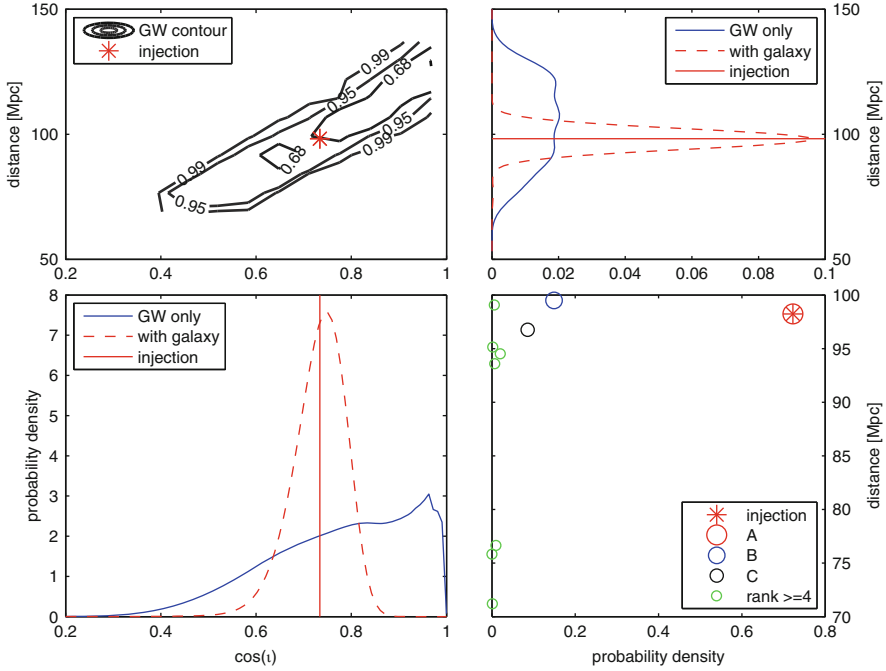 150
100
50
distance [Mpc]
0.2
0.4
0.6
0.8
1
GW contour
injection
0.99
0.68
0.95
0.95
0.99
0.68
0.99
0.95
150
100
50
distance [Mpc]
0
0.02
0.04
0.06
0.08
0.1
GW only
with galaxy
injection
8
7
6
5
4
3
2
1
0
probability density
0.2
0.4
0.6
0.8
1
cos(ι)
GW only
with galaxy
injection
100
95
90
85
80
75
70
distance [Mpc]
0
0.2
0.4
0.6
0.8
probability density
injection
A
B
C
rank >=4